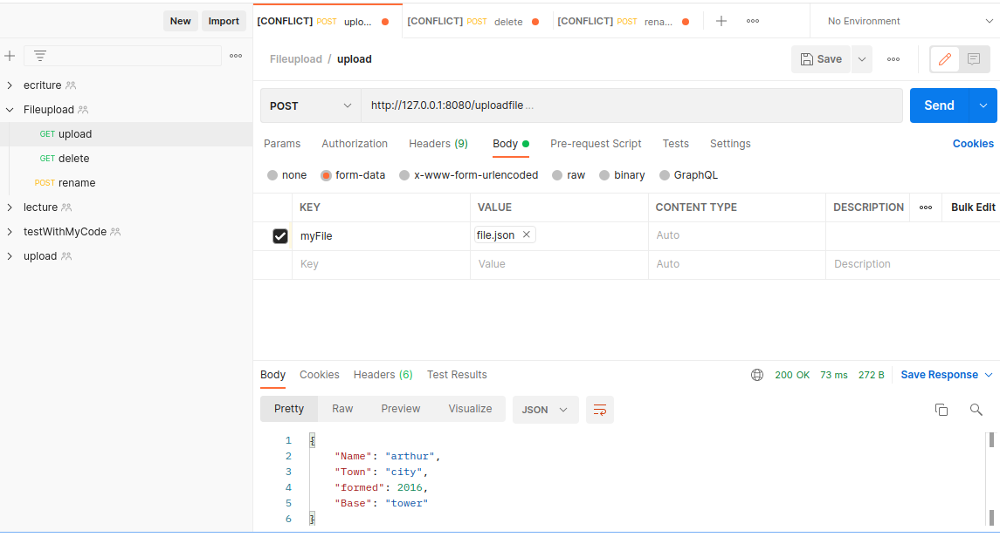 New Import
[CONFLICT] POST uplo... [CONFLICT] POST delete [CONFLICT] POST rena... No Environment
Fileupload / upload Save
ecriture
Fileupload
GET upload
GET delete
POST rename
lecture
testWithMyCode
upload
POST http://127.0.0.1:8080/uploadfile ... Send
Params Authorization Headers (9) Body Pre-request Script Tests Settings Cookies
none form-data x-www-form-urlencoded raw binary GraphQL
KEY VALUE CONTENT TYPE DESCRIPTION Bulk Edit
myFile file.json Auto
Key Value Auto Description
Body Cookies Headers (6) Test Results 200 OK 73 ms 272 B Save Response
Pretty Raw Preview Visualize JSON
1 {
2 "Name": "arthur",
3 "Town": "city",
4 "formed": 2016,
5 "Base": "tower"
6 }